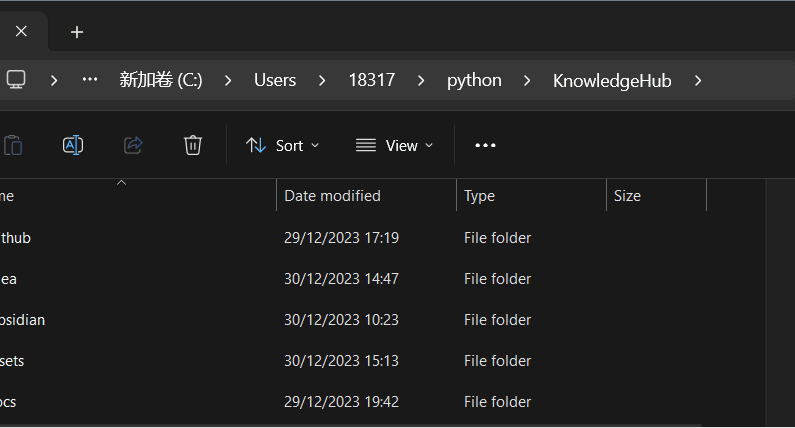 新加卷 (C:) Users 18317 python KnowledgeHub
Sort View
me Date modified Type Size
thub 29/12/2023 17:19 File folder
ea 30/12/2023 14:47 File folder
osidian 30/12/2023 10:23 File folder
sets 30/12/2023 15:13 File folder
ocs 29/12/2023 19:42 File folder